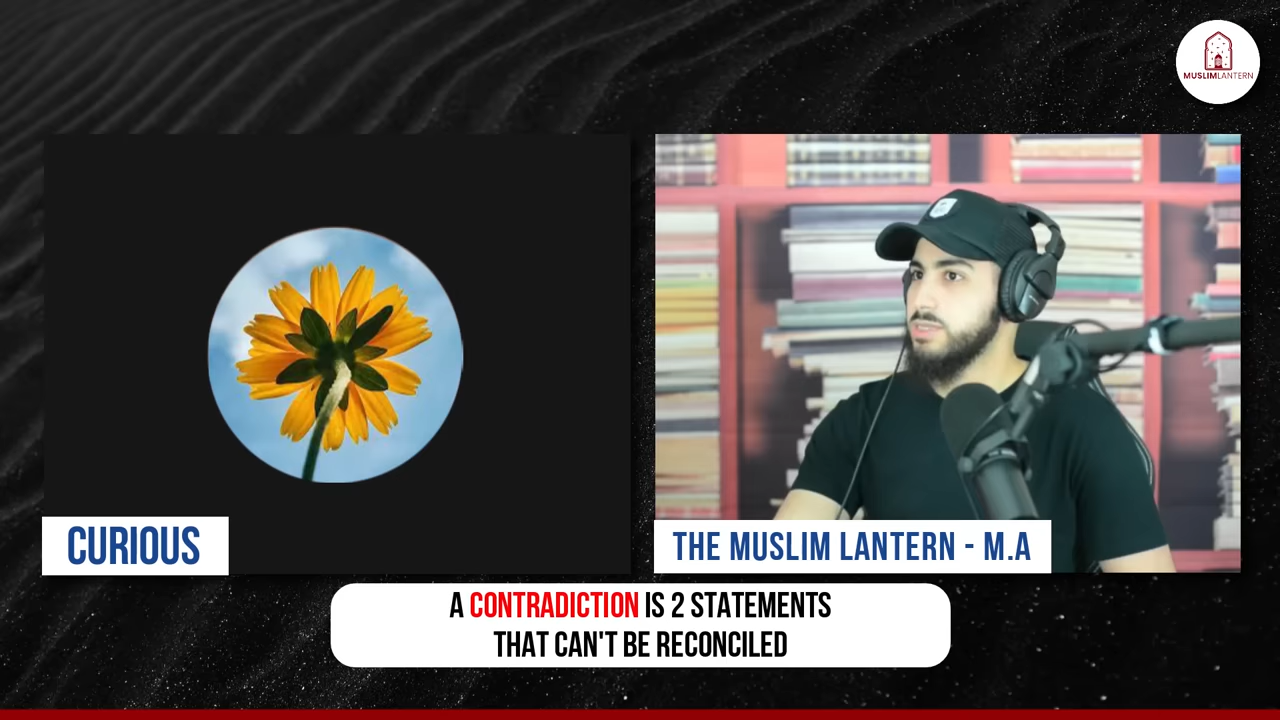 MUSLIMLANTERN
CURIOUS
THE MUSLIM LANTERN - M.A
A CONTRADICTION IS 2 STATEMENTS
THAT CAN'T BE RECONCILED